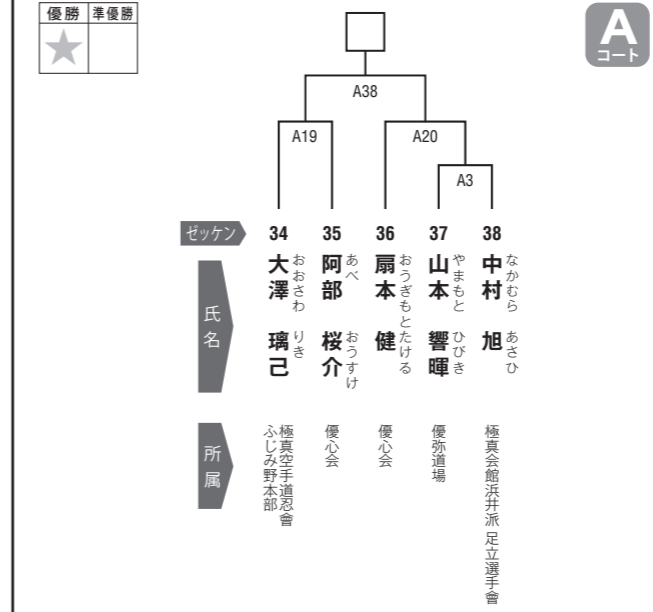 優勝 準優勝
★
A
コート
A38
A19 A20
A3
ゼッケン 34 35 36 37 38
氏名
大澤 璃己
おおさわ りき
阿部 桜介
あべ おうすけ
扇本 健
おうぎもと たける
山本 響暉
やまもと ひびき
中村 旭
なかむら あさひ
所属
極真空手道忍會
ふじみ野本部
優心会
優心会
優弥道場
極真会館浜井派 足立選手會